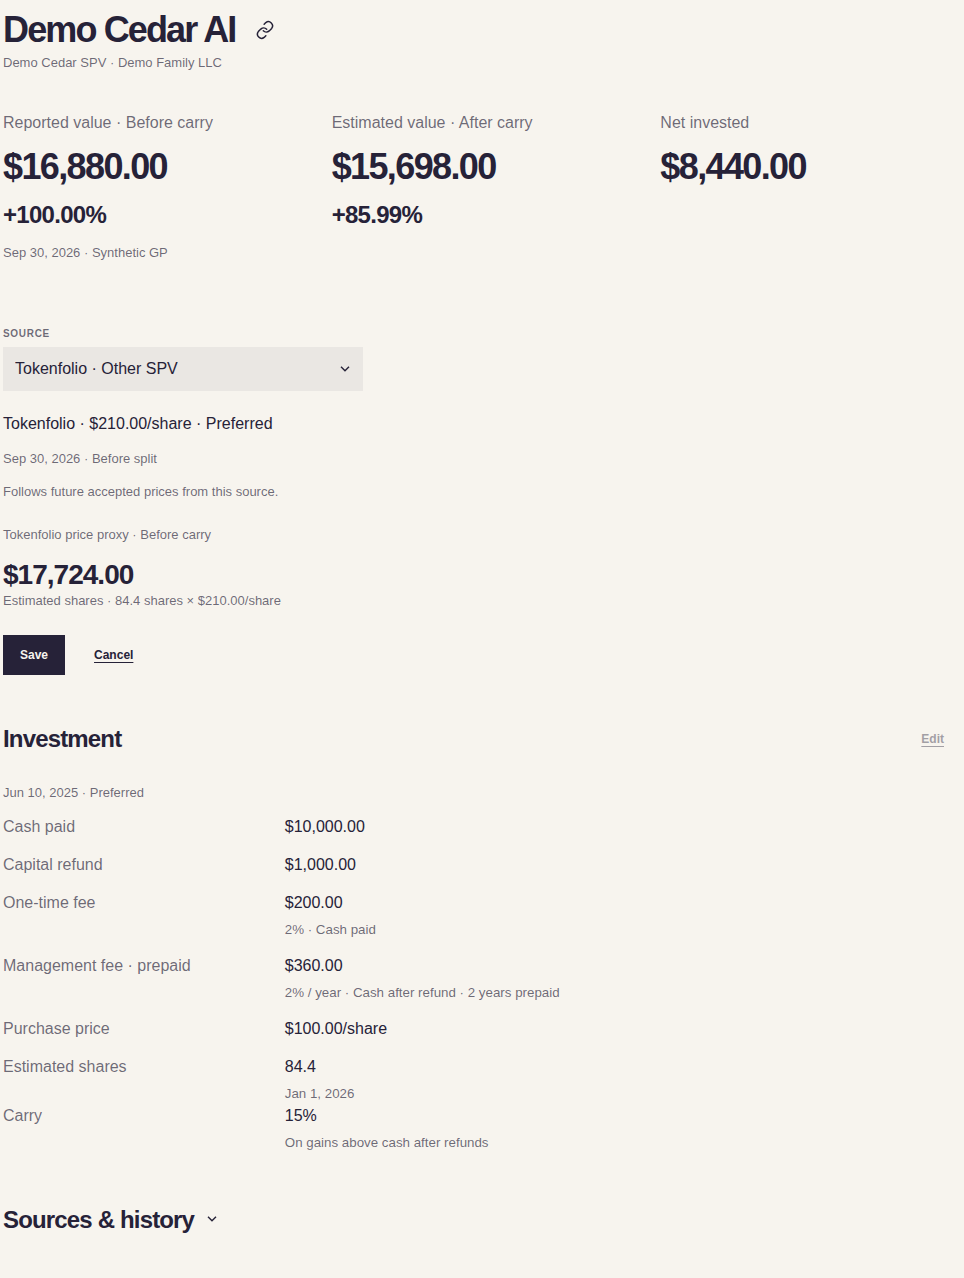 Demo Cedar AI
Demo Cedar SPV · Demo Family LLC
Reported value · Before carry
$16,880.00
+100.00%
Sep 30, 2026 · Synthetic GP
Estimated value · After carry
$15,698.00
+85.99%
Net invested
$8,440.00
SOURCE
Tokenfolio · Other SPV
Tokenfolio · $210.00/share · Preferred
Sep 30, 2026 · Before split
Follows future accepted prices from this source.
Tokenfolio price proxy · Before carry
$17,724.00
Estimated shares · 84.4 shares × $210.00/share
Save
Cancel
Investment
Edit
Jun 10, 2025 · Preferred
Cash paid
$10,000.00
Capital refund
$1,000.00
One-time fee
$200.00
2% · Cash paid
Management fee · prepaid
$360.00
2% / year · Cash after refund · 2 years prepaid
Purchase price
$100.00/share
Estimated shares
84.4
Jan 1, 2026
Carry
15%
On gains above cash after refunds
Sources & history